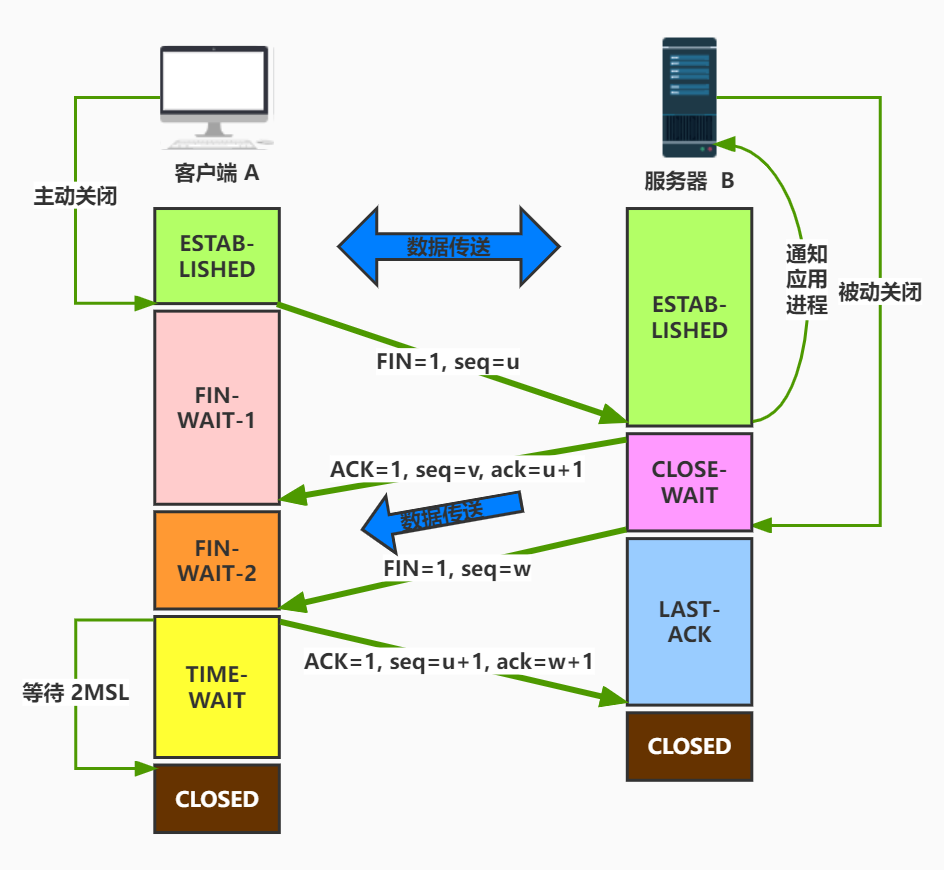 客户端 A
服务器 B
主动关闭
ESTAB-
LISHED
数据传送
通知
应用
进程
被动关闭
ESTAB-
LISHED
FIN=1, seq=u
FIN-
WAIT-1
ACK=1, seq=v, ack=u+1
CLOSE-
WAIT
数据传送
FIN-
WAIT-2
FIN=1, seq=w
LAST-
ACK
ACK=1, seq=u+1, ack=w+1
TIME-
WAIT
等待 2MSL
CLOSED
CLOSED